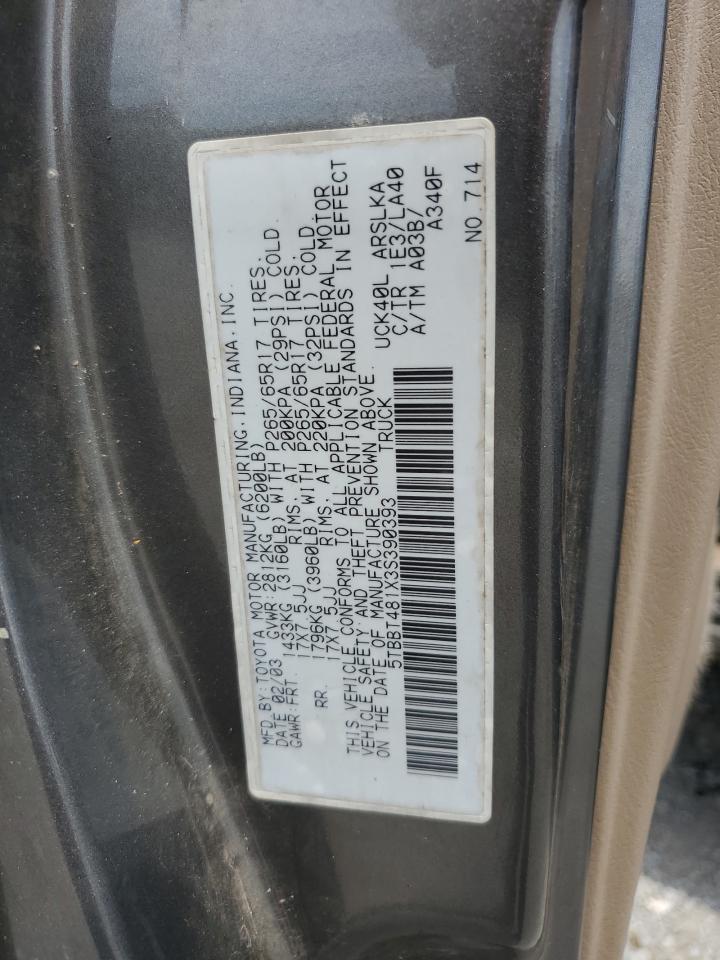 MFD.BY:TOYOTA MOTOR MANUFACTURING,INDIANA,INC.
DATE 02/03 GVWR:2812KG (6200LB)
GAWR:FRT. 1433KG (3160LB) WITH P265/65R17 TIRES.
17X7.5JJ RIMS. AT 200KPA (29PSI) COLD
RR. 1796KG (3960LB) WITH P265/65R17 TIRES.
17X7.5JJ RIMS. AT 220KPA (32PSI) COLD
THIS VEHICLE CONFORMS TO ALL APPLICABLE FEDERAL MOTOR
VEHICLE SAFETY AND THEFT PREVENTION STANDARDS IN EFFECT
ON THE DATE OF MANUFACTURE SHOWN ABOVE.
5TBBT481X3S390393 TRUCK
UCK40L ARSLKA
C/TR 1E3/LA40
A/TM A03B/
A340F
NO 714